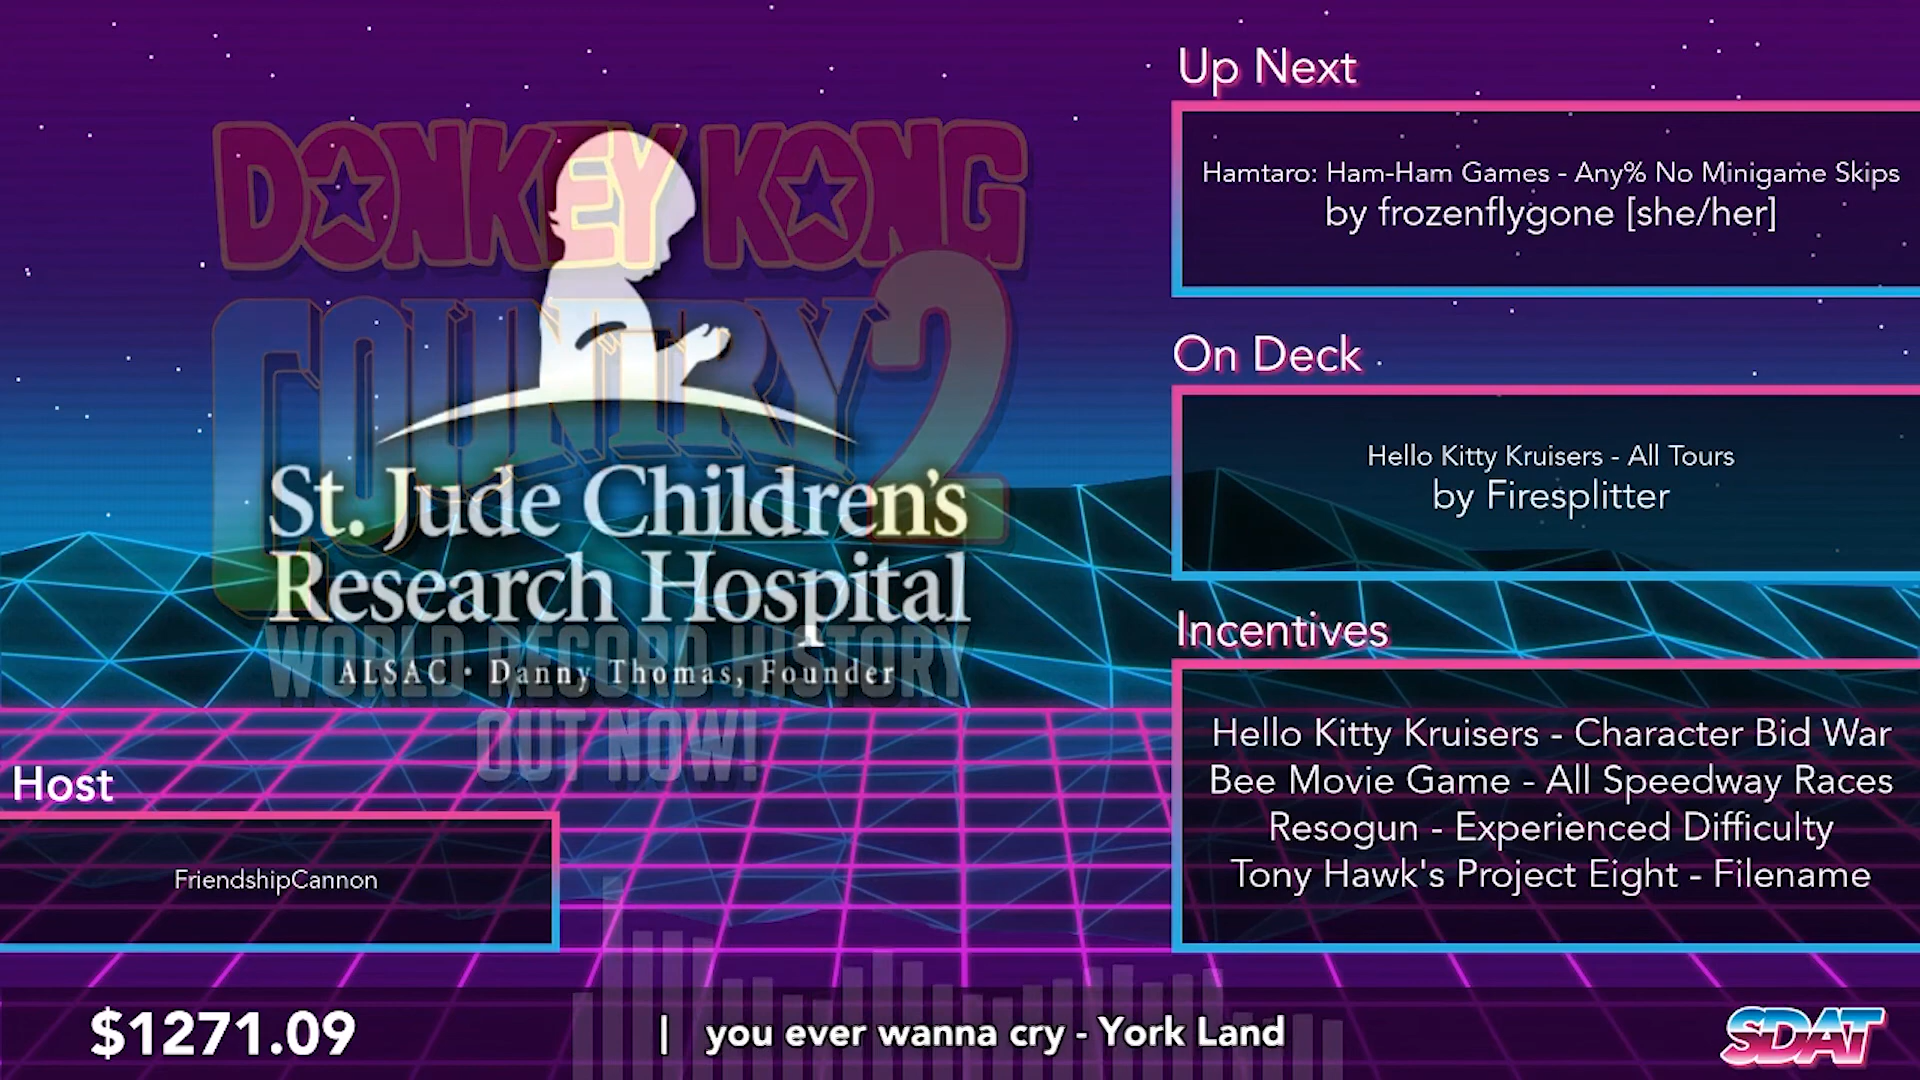 DONKEY KONG
COUNTRY 2
St. Jude Children's
Research Hospital
ALSAC · Danny Thomas, Founder
WORLD RECORD HISTORY
OUT NOW!
Up Next
Hamtaro: Ham-Ham Games - Any% No Minigame Skips
by frozenflygone [she/her]
On Deck
Hello Kitty Kruisers - All Tours
by Firesplitter
Incentives
Hello Kitty Kruisers - Character Bid War
Bee Movie Game - All Speedway Races
Resogun - Experienced Difficulty
Tony Hawk's Project Eight - Filename
Host
FriendshipCannon
$1271.09
| you ever wanna cry - York Land
SDAT